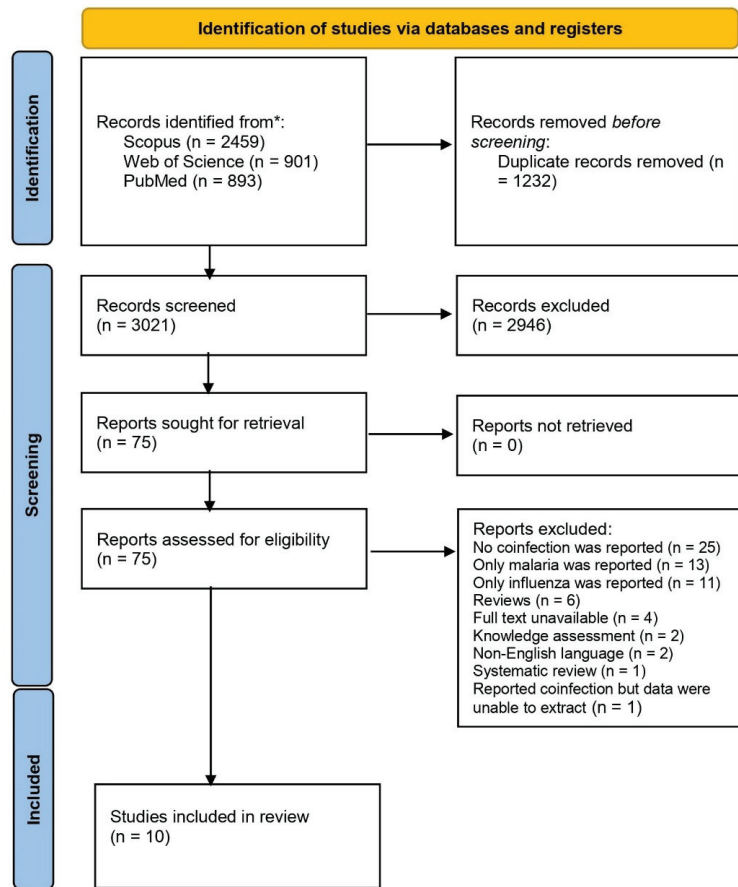 Identification of studies via databases and registers
Identification
Records identified from*:
Scopus (n = 2459)
Web of Science (n = 901)
PubMed (n = 893)
Records removed before
screening:
Duplicate records removed (n
= 1232)
Screening
Records screened
(n = 3021)
Records excluded
(n = 2946)
Reports sought for retrieval
(n = 75)
Reports not retrieved
(n = 0)
Reports assessed for eligibility
(n = 75)
Reports excluded:
No coinfection was reported (n = 25)
Only malaria was reported (n = 13)
Only influenza was reported (n = 11)
Reviews (n = 6)
Full text unavailable (n = 4)
Knowledge assessment (n = 2)
Non-English language (n = 2)
Systematic review (n = 1)
Reported coinfection but data were
unable to extract (n = 1)
Included
Studies included in review
(n = 10)